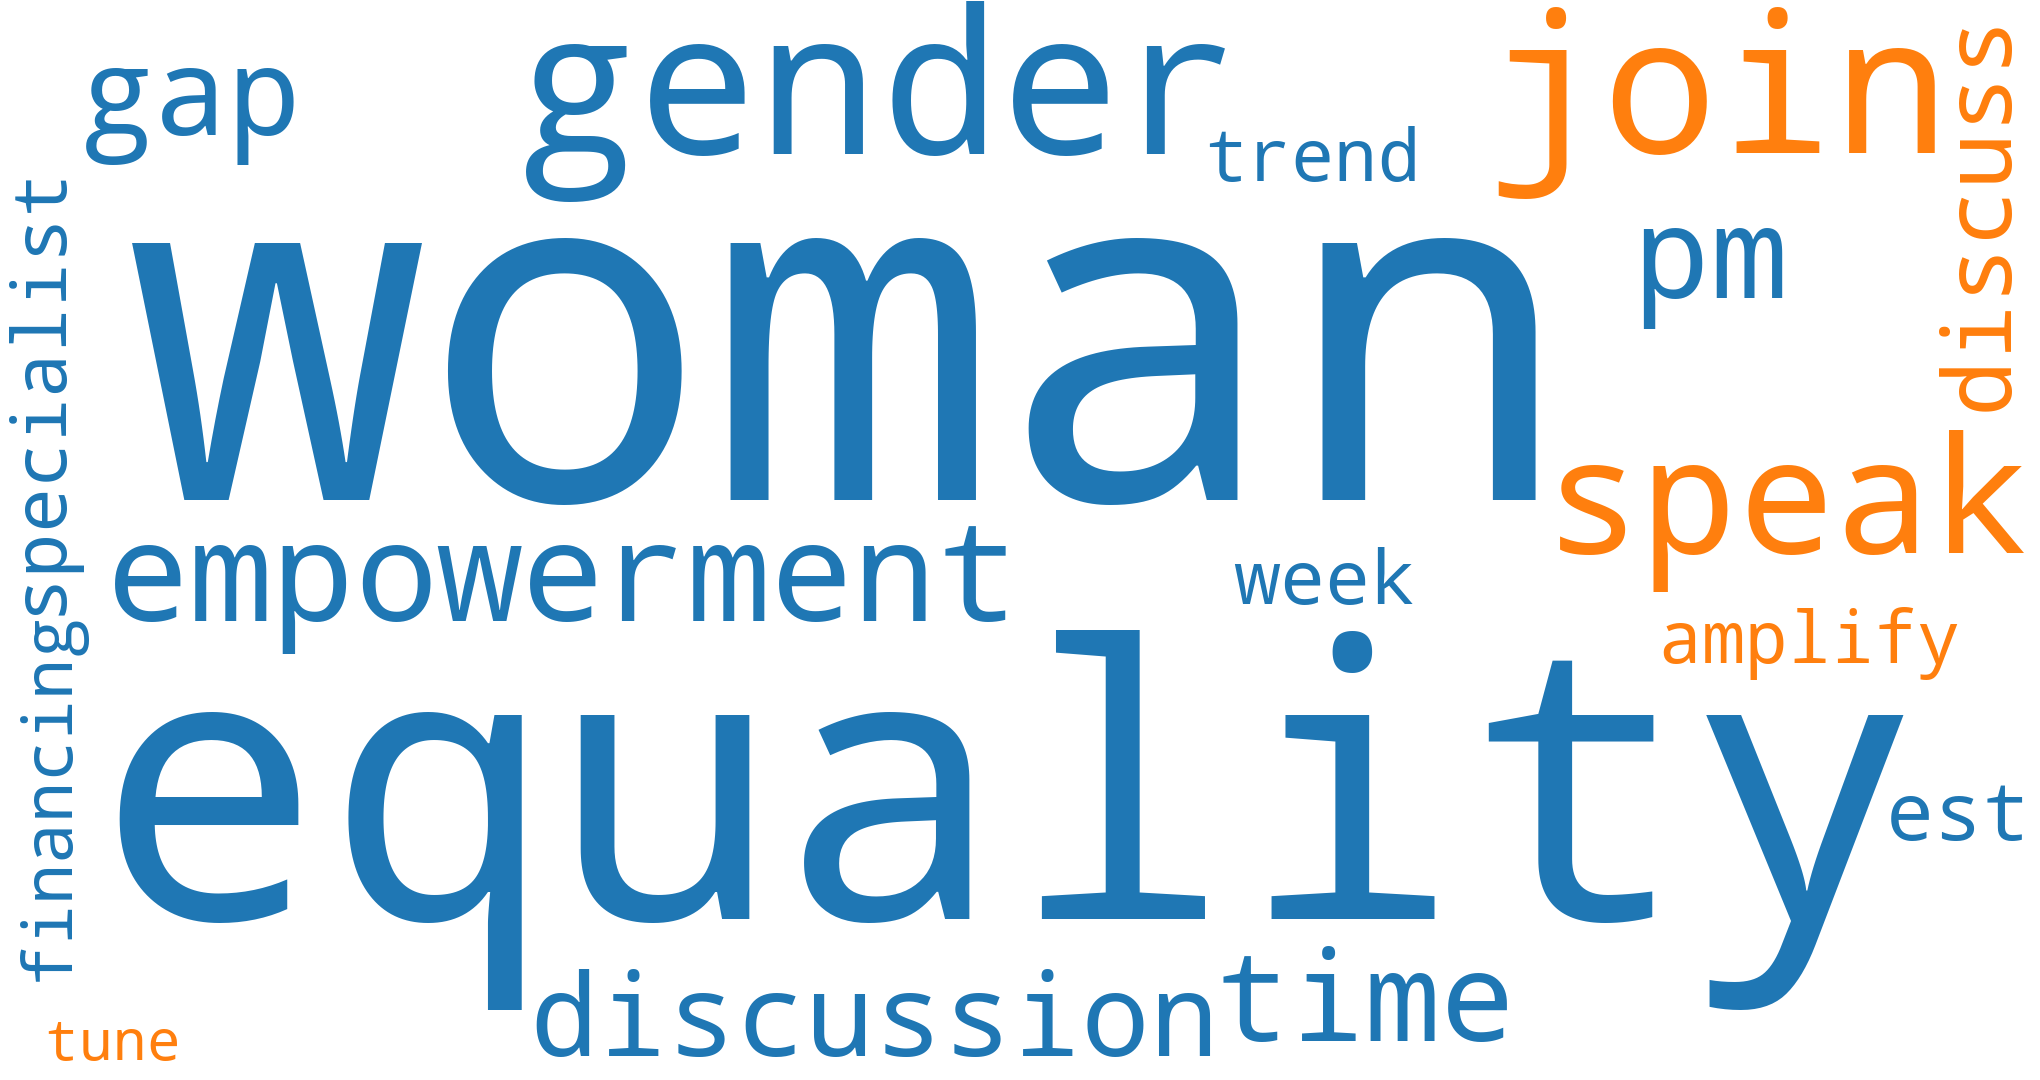 gap
gender
join
trend
discuss
specialist
woman
pm
speak
empowerment
week
amplify
financing
equality
est
discussion
time
tune